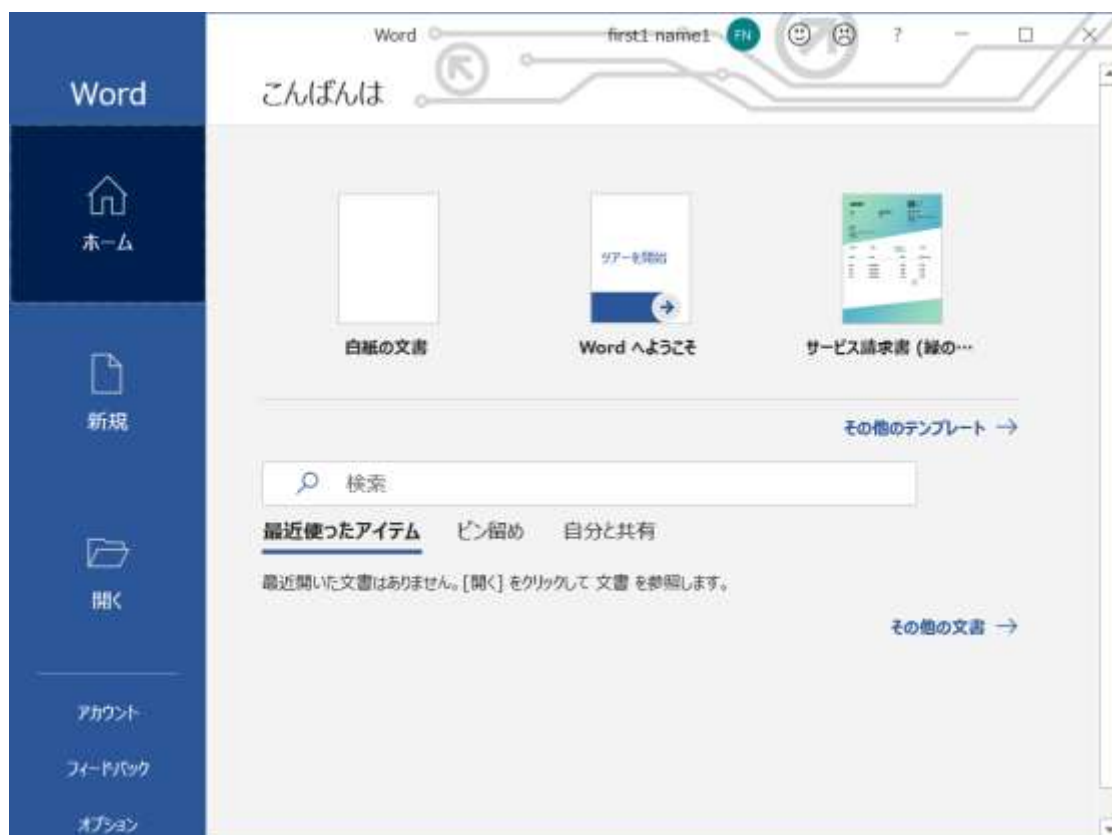 Word
first1 name1
FN
?
Word
こんばんは
ホーム
新規
開く
アカウント
フィードバック
オプション
白紙の文書
ツアーを開始
Word へようこそ
サービス請求書 (緑の…
その他のテンプレート →
検索
最近使ったアイテム ピン留め 自分と共有
最近開いた文書はありません。[開く] をクリックして 文書 を参照します。
その他の文書 →